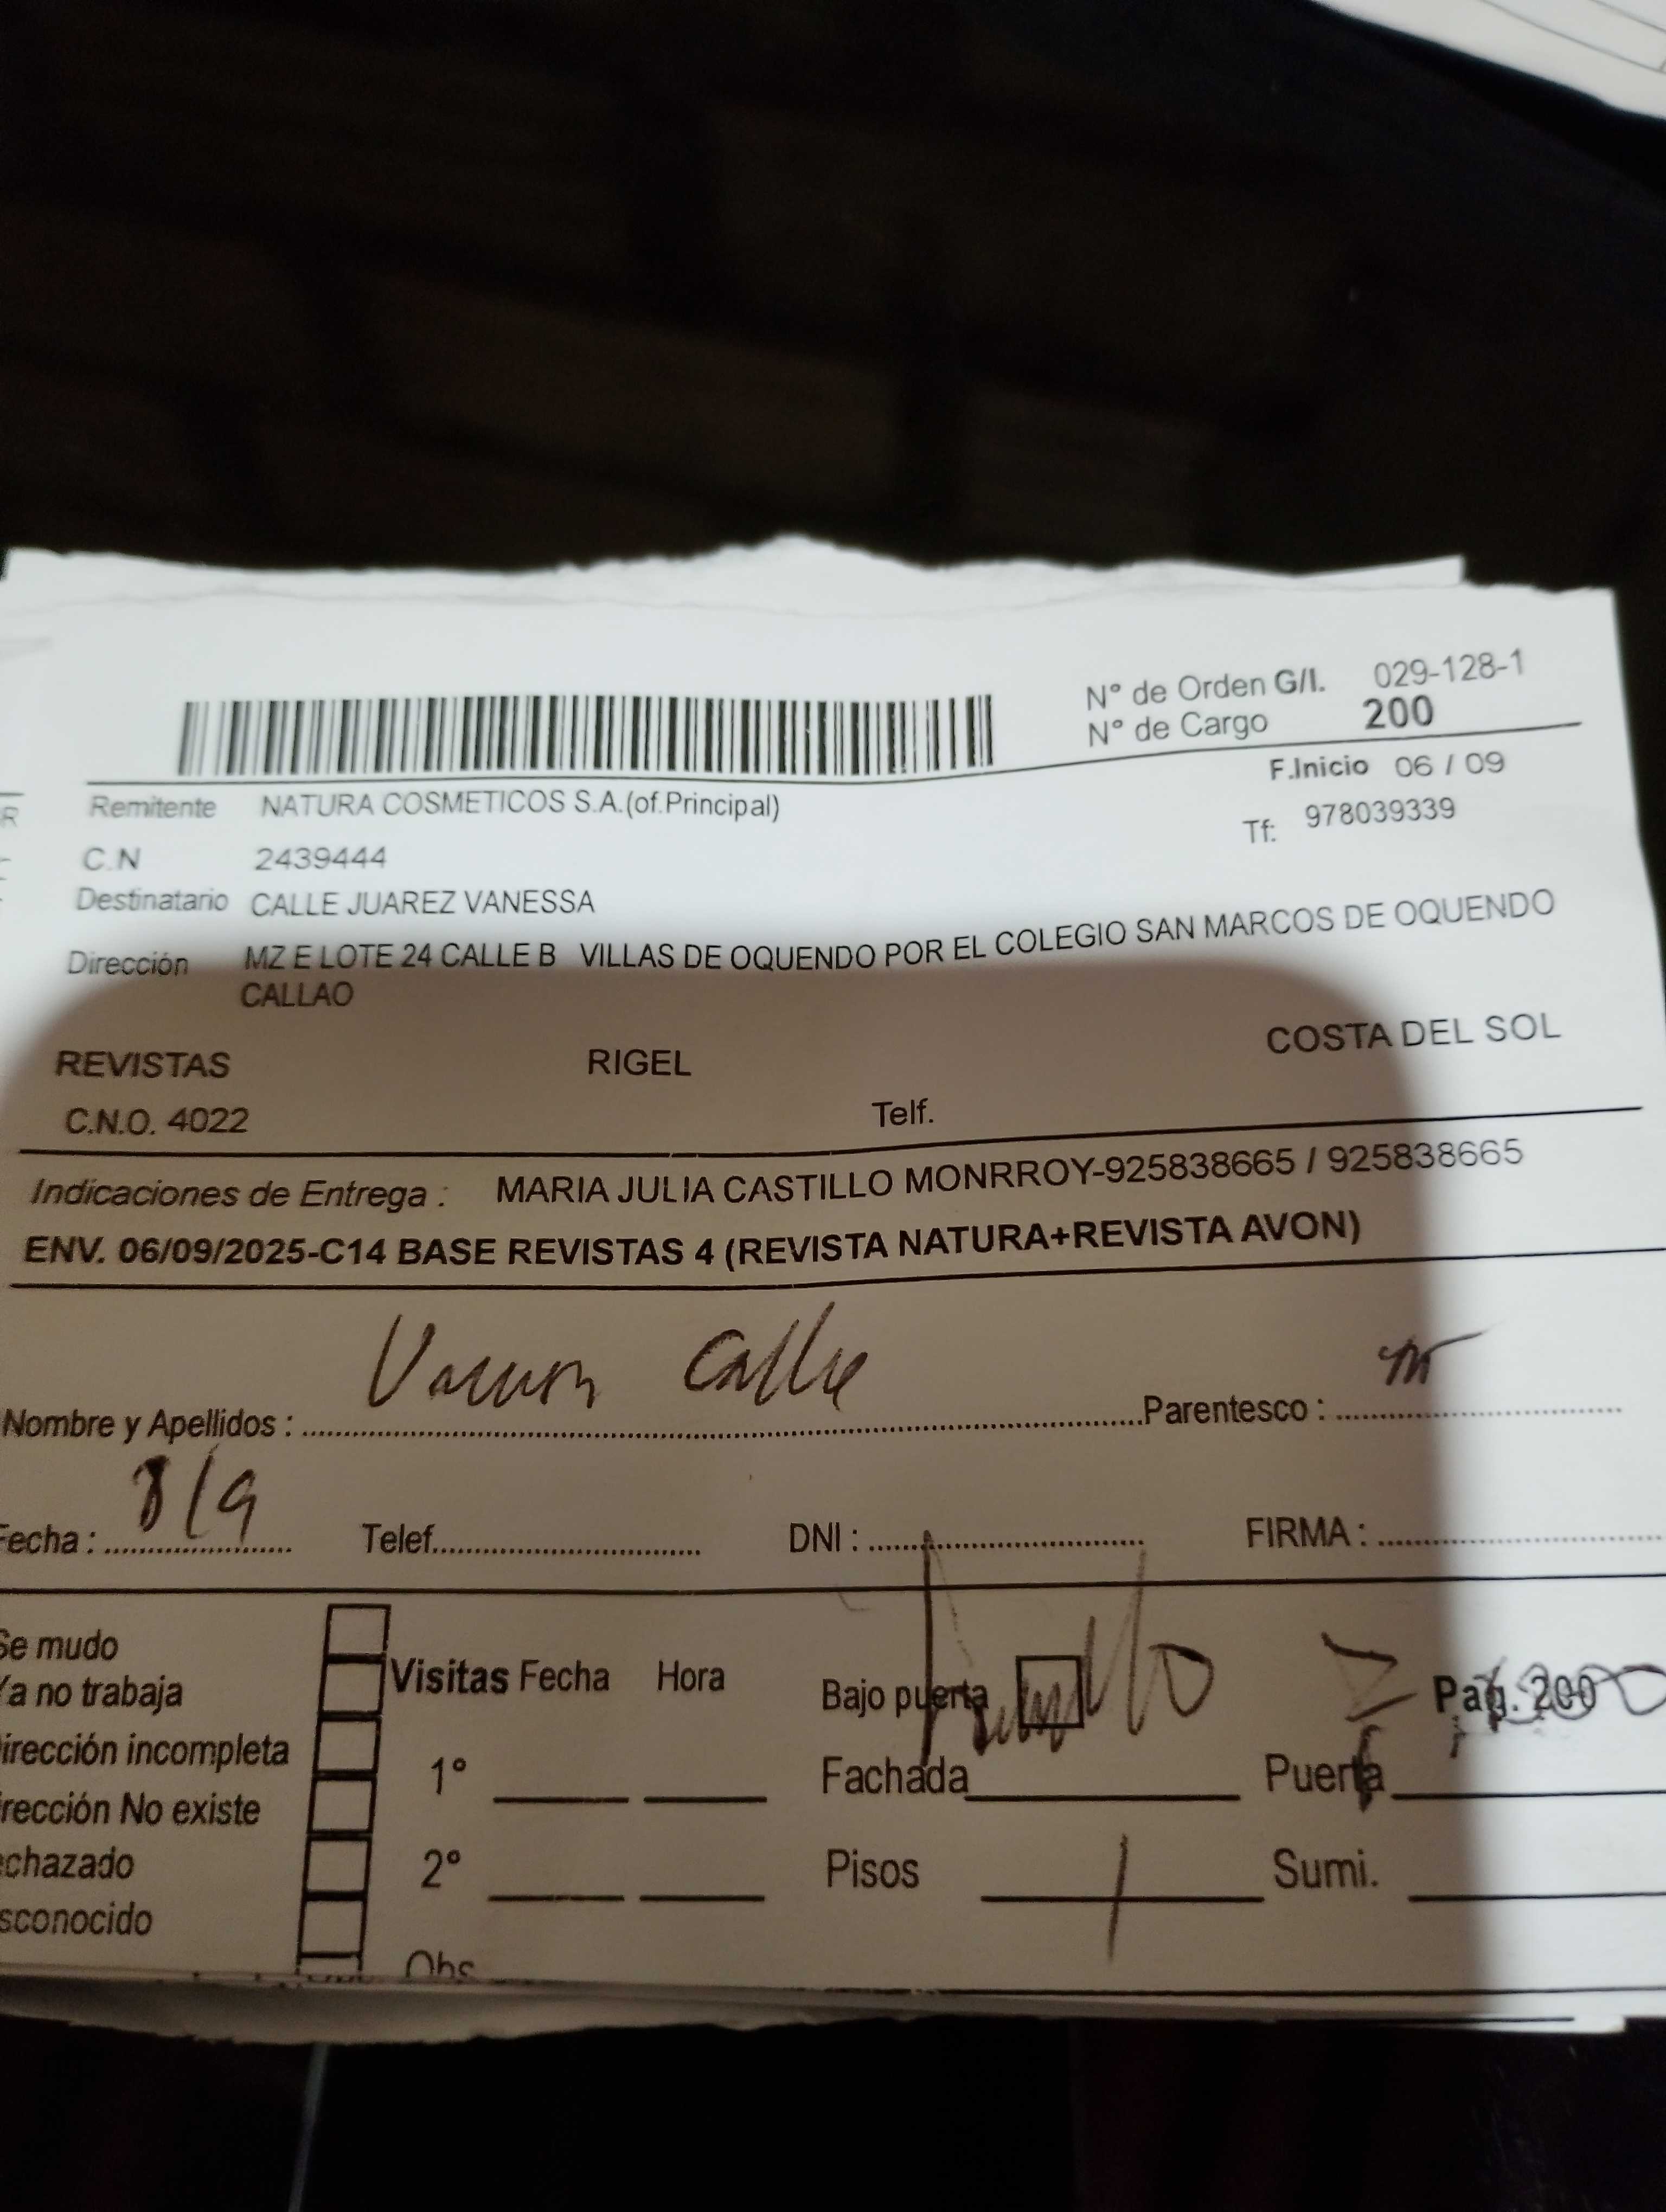 N° de Orden G/I. 029-128-1
N° de Cargo 200
F.Inicio 06 / 09
Remitente NATURA COSMETICOS S.A.(of.Principal)
Tf: 978039339
C.N 2439444
Destinatario CALLE JUAREZ VANESSA
Dirección MZ E LOTE 24 CALLE B VILLAS DE OQUENDO POR EL COLEGIO SAN MARCOS DE OQUENDO
CALLAO
REVISTAS RIGEL COSTA DEL SOL
C.N.O. 4022 Telf.
Indicaciones de Entrega : MARIA JULIA CASTILLO MONRROY-925838665 / 925838665
ENV. 06/09/2025-C14 BASE REVISTAS 4 (REVISTA NATURA+REVISTA AVON)
Calle
Nombre y Apellidos : Parentesco :
8/9
Fecha : Telef. DNI : FIRMA :
Se mudo
Visitas Fecha Hora Bajo puerta Pag. 200
Ya no trabaja
irección incompleta
1° Fachada Puerta
irección No existe
echazado 2° Pisos 1 Sumi.
sconocido
Obs